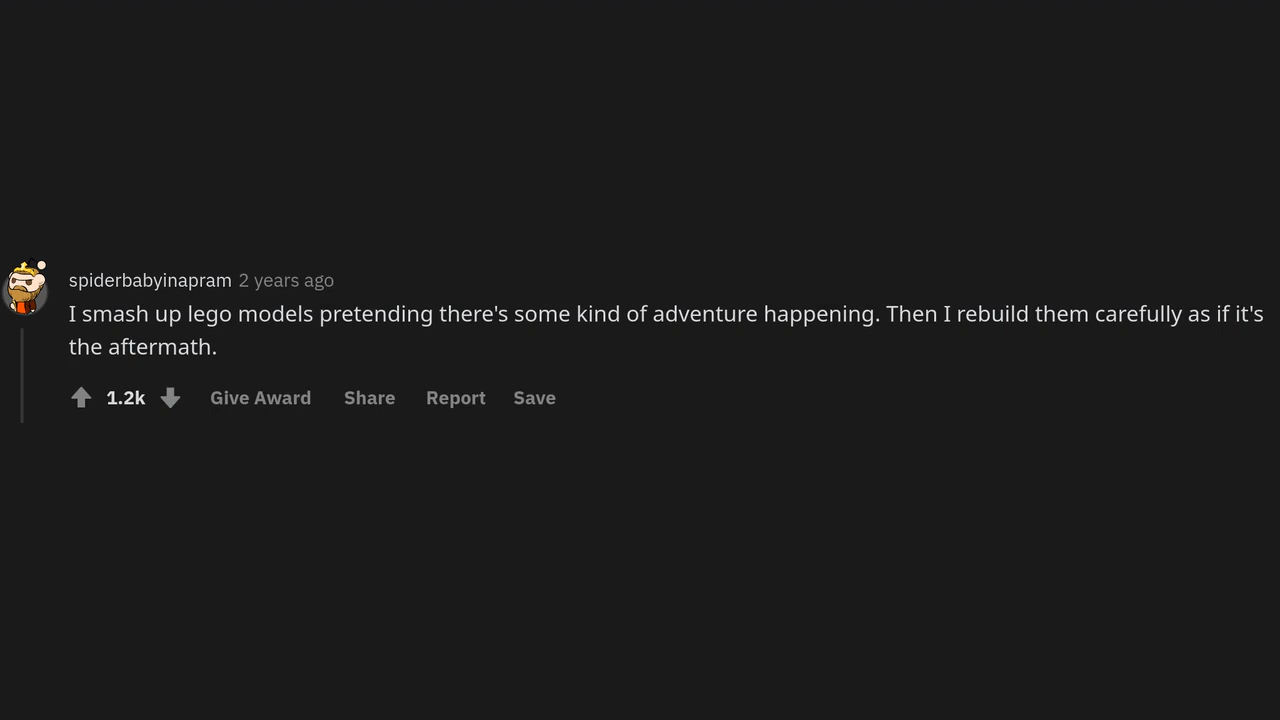 spiderbabyinapram 2 years ago
I smash up lego models pretending there's some kind of adventure happening. Then I rebuild them carefully as if it's
the aftermath.
1.2k Give Award Share Report Save